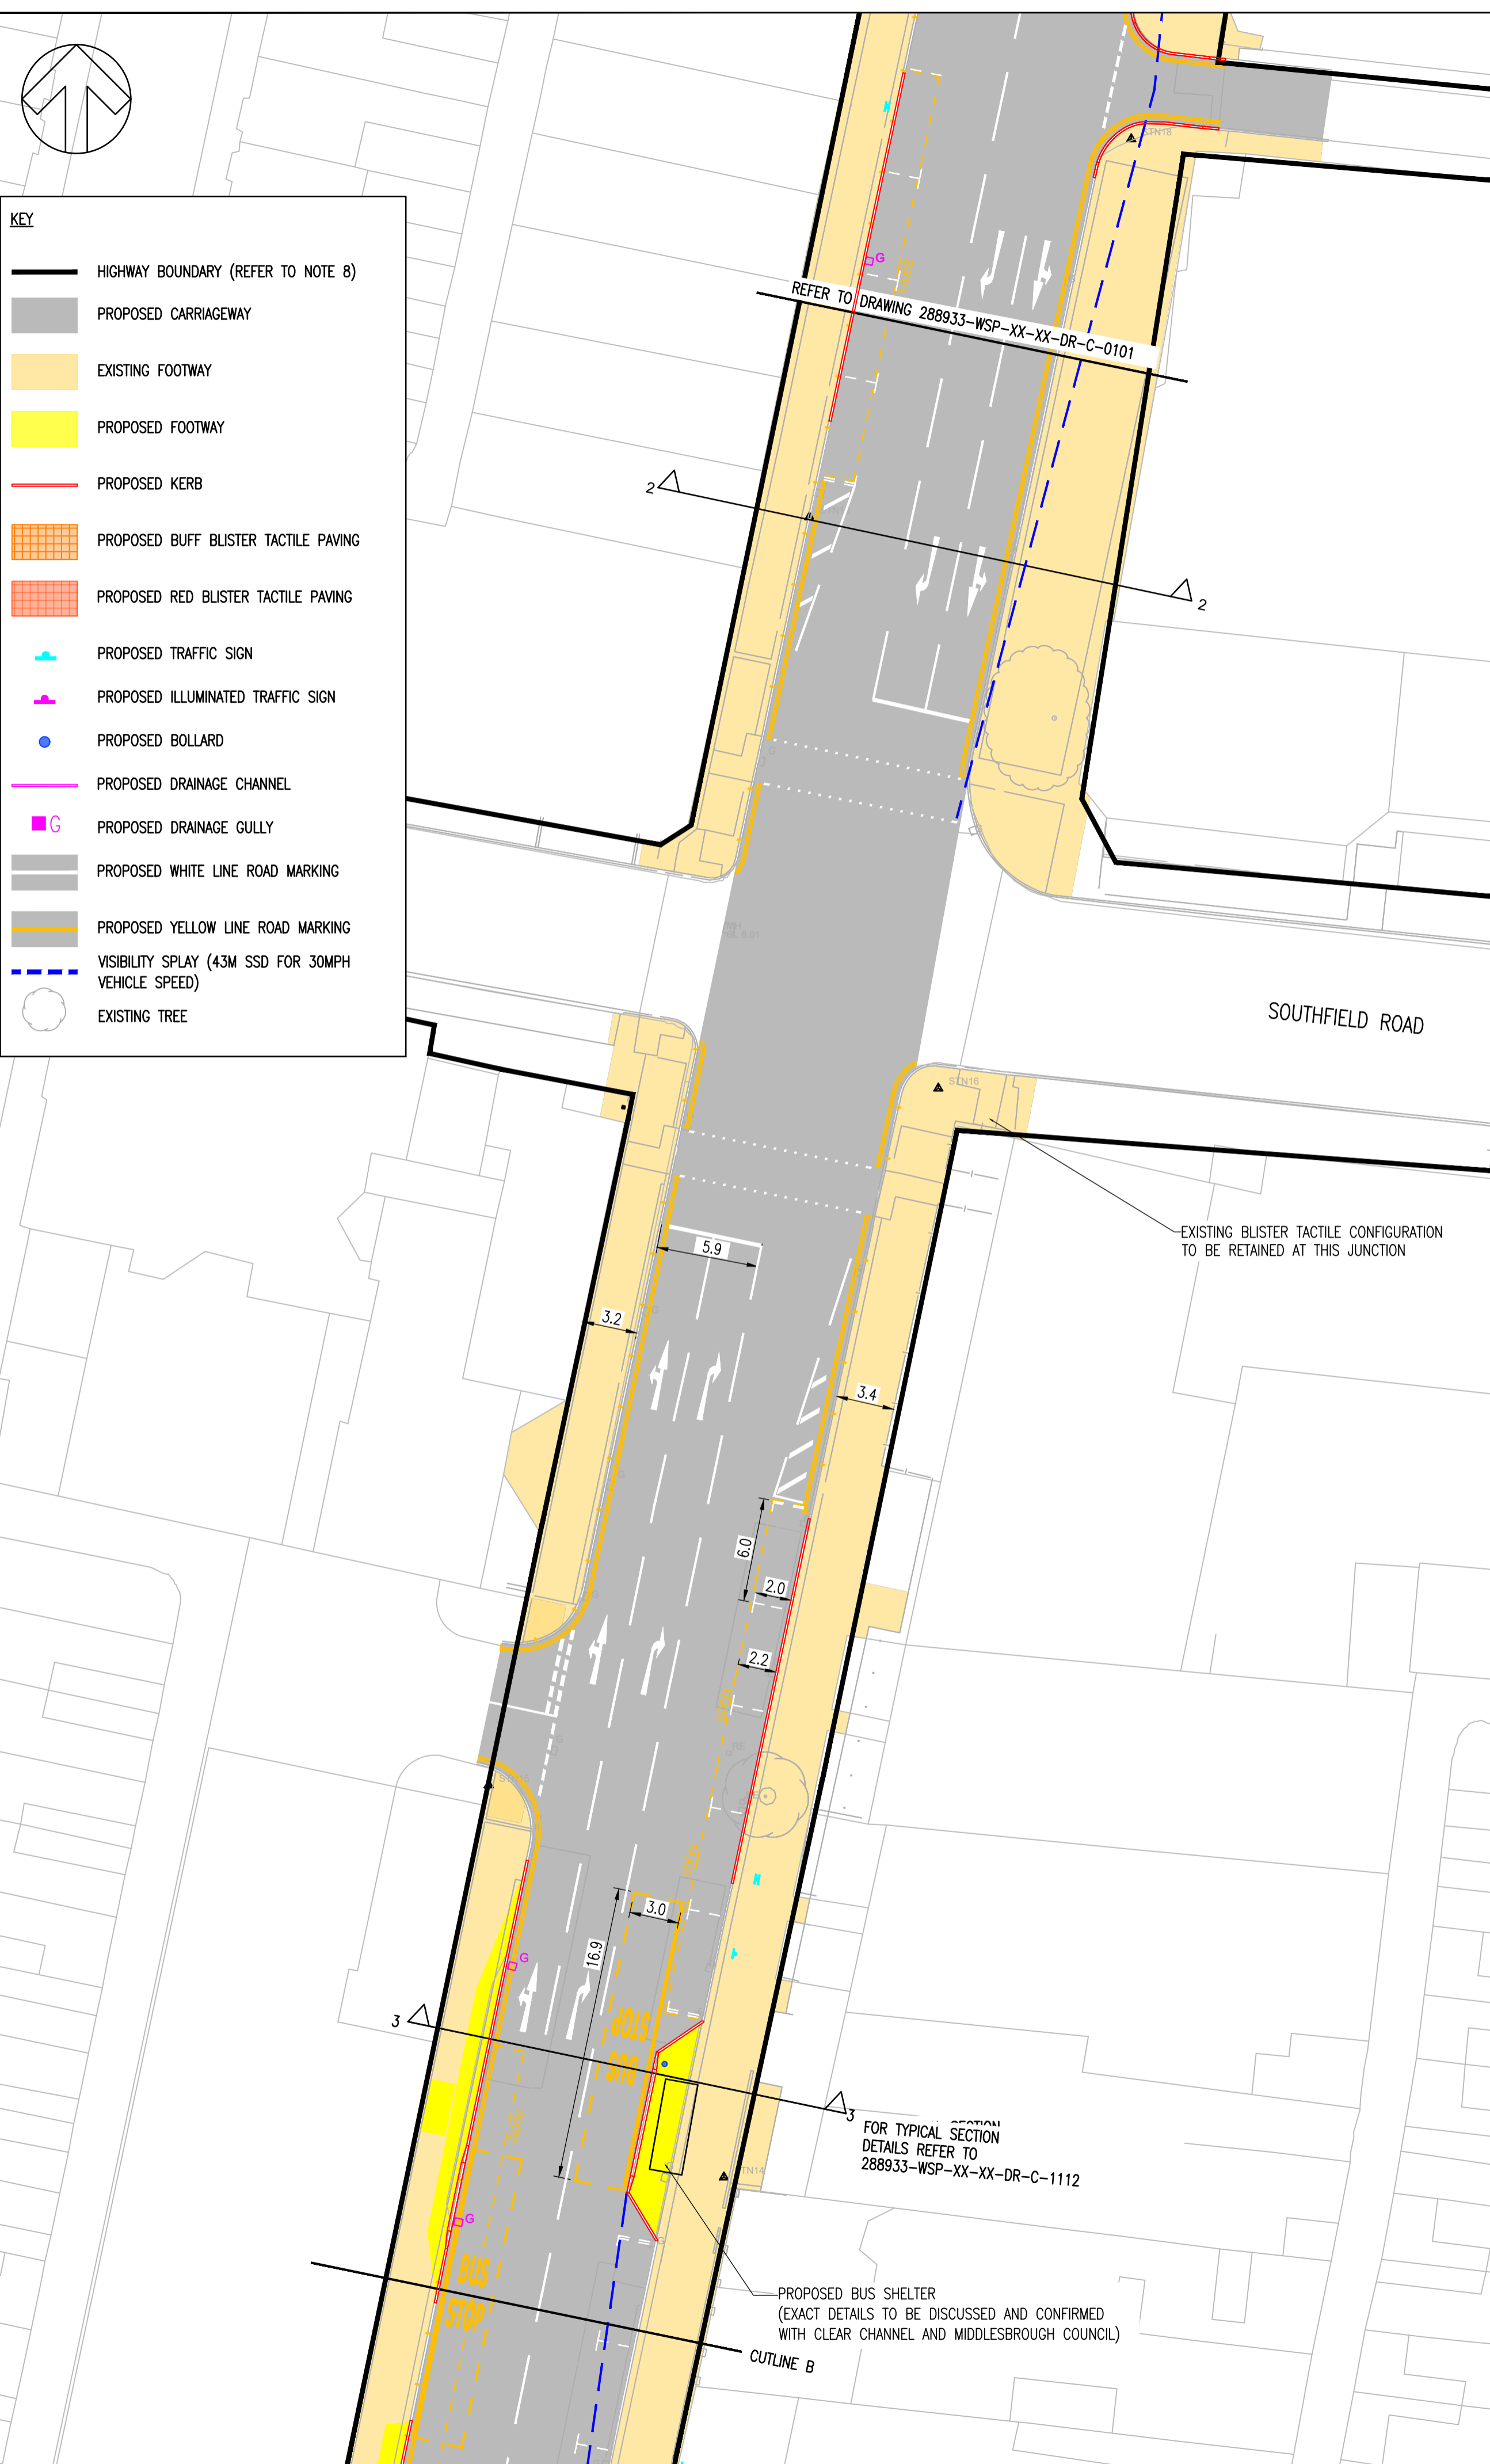 KEY
HIGHWAY BOUNDARY (REFER TO NOTE 8)
PROPOSED CARRIAGEWAY
EXISTING FOOTWAY
PROPOSED FOOTWAY
PROPOSED KERB
PROPOSED BUFF BLISTER TACTILE PAVING
PROPOSED RED BLISTER TACTILE PAVING
PROPOSED TRAFFIC SIGN
PROPOSED ILLUMINATED TRAFFIC SIGN
PROPOSED BOLLARD
PROPOSED DRAINAGE CHANNEL
G
PROPOSED DRAINAGE GULLY
PROPOSED WHITE LINE ROAD MARKING
PROPOSED YELLOW LINE ROAD MARKING
VISIBILITY SPLAY (43M SSD FOR 30MPH
VEHICLE SPEED)
EXISTING TREE
STN18
G
REFER TO DRAWING 288933-WSP-XX-XX-DR-C-0101
2
2
SOUTHFIELD ROAD
STN16
EXISTING BLISTER TACTILE CONFIGURATION
TO BE RETAINED AT THIS JUNCTION
5.9
3.2
3.4
6.0
2.0
2.2
TAXIS
3.0
16.9
G
STOP
BUS
3
3
FOR TYPICAL SECTION
DETAILS REFER TO
288933-WSP-XX-XX-DR-C-1112
STN14
TAXIS
G
BUS
STOP
PROPOSED BUS SHELTER
(EXACT DETAILS TO BE DISCUSSED AND CONFIRMED
WITH CLEAR CHANNEL AND MIDDLESBROUGH COUNCIL)
CUTLINE B